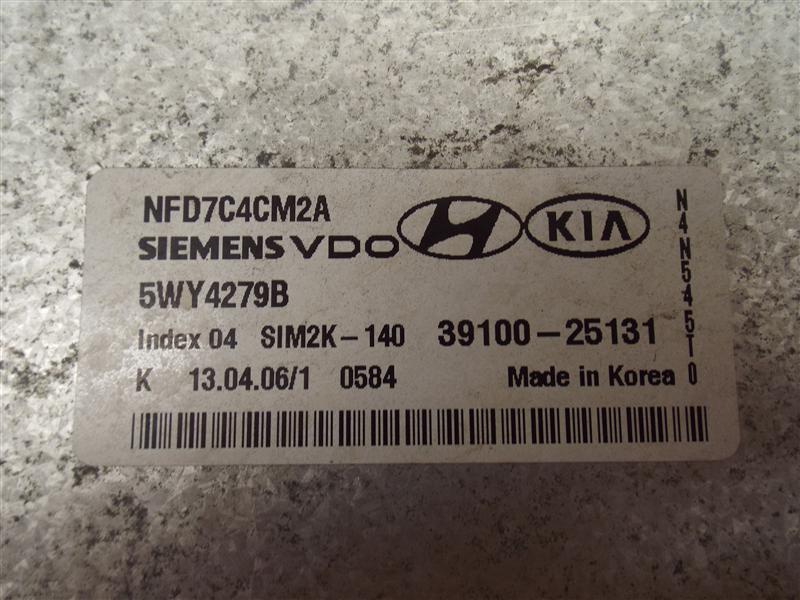 NFD7C4CM2A
SIEMENS VDO KIA
5WY4279B
Index 04 SIM2K-140 39100-25131
K 13.04.06/1 0584 Made in Korea
N4N545T0